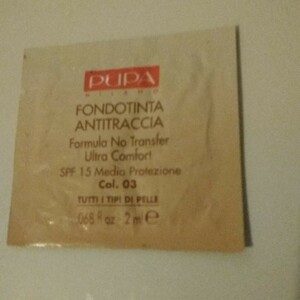 PUPA
MILANO
FONDOTINTA
ANTITRACCIA
Formula No Transfer
Ultra Comfort
SPF 15 Media Protezione
Col. 03
TUTTI I TIPI DI PELLE
.068 fl oz - 2 ml ℮